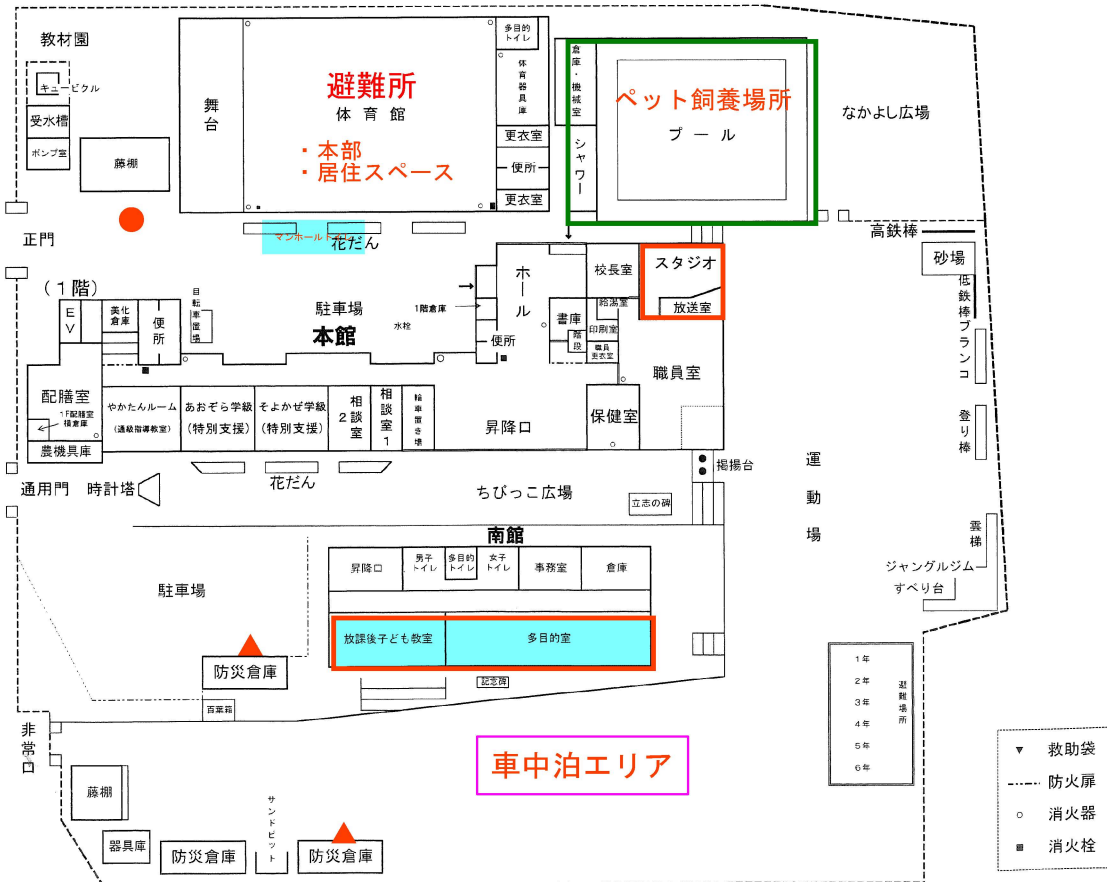 教材園
キュービクル
受水槽
ポンプ室
藤棚
舞台
避難所
体育館
・本部
・居住スペース
多目的
トイレ
体育器具庫
更衣室
便所
更衣室
倉庫・機械室
シャワー
ペット飼養場所
プール
なかよし広場
正門
花だん
高鉄棒
砂場
低鉄棒
ブランコ
登り棒
(1階)
EV
美化
倉庫
便所
自転車置場
駐車場
本館
水栓
1階倉庫
ホール
便所
書庫
階段
校長室
給湯室
印刷室
職員
更衣室
スタジオ
放送室
職員室
保健室
配膳室
1F配膳室
横倉庫
農機具庫
やかたんルーム
(通級指導教室)
あおぞら学級
(特別支援)
そよかぜ学級
(特別支援)
相談室2
相談室1
輪車置き場
昇降口
通用門
時計塔
花だん
ちびっこ広場
掲揚台
立志の碑
運動場
南館
昇降口
男子
トイレ
多目的
トイレ
女子
トイレ
事務室
倉庫
放課後子ども教室
多目的室
記念碑
駐車場
防災倉庫
百葉箱
雲梯
ジャングルジム
すべり台
1年
2年
3年
4年
5年
6年
避難場所
非常口
車中泊エリア
藤棚
器具庫
防災倉庫
サンドピット
防災倉庫
▼ 救助袋
防火扉
○ 消火器
■ 消火栓